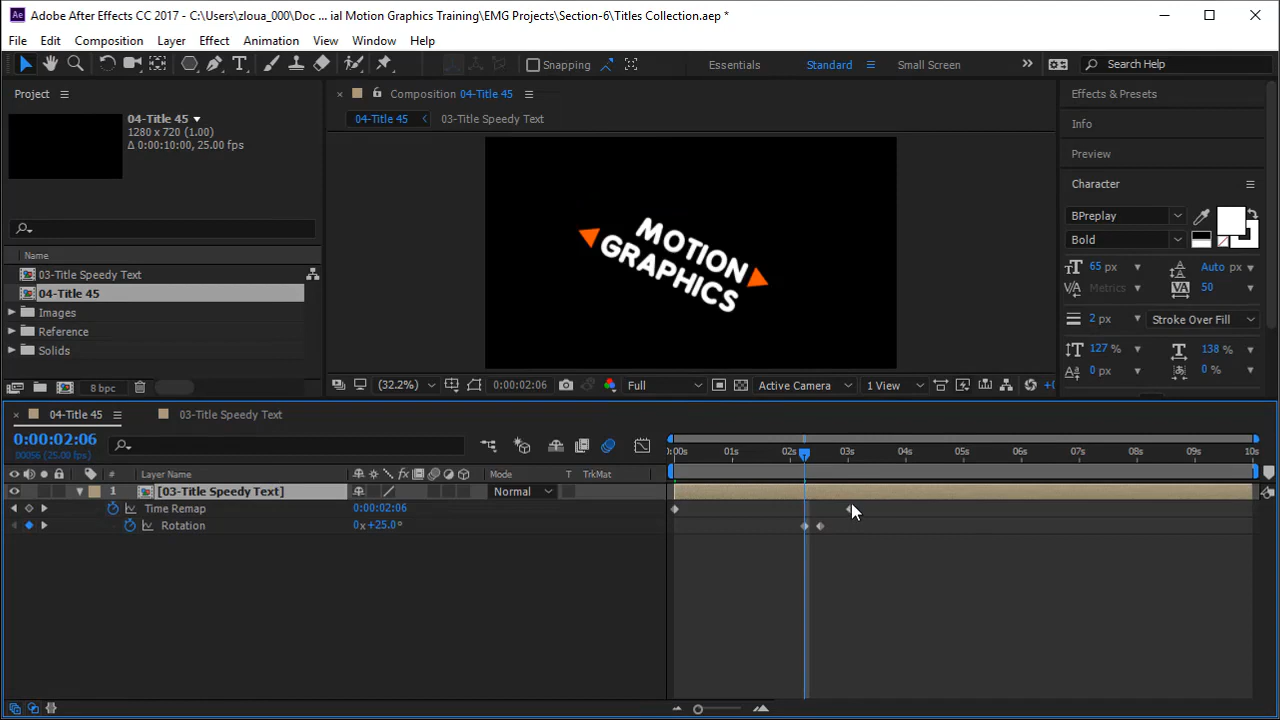 Adobe After Effects CC 2017 - C:\Users\zloua_000\Doc ... ial Motion Graphics Training\EMG Projects\Section-6\Titles Collection.aep *
File Edit Composition Layer Effect Animation View Window Help
Snapping Essentials Standard Small Screen Search Help
Project
04-Title 45
1280 x 720 (1.00)
Δ 0:00:10:00, 25.00 fps
Name
03-Title Speedy Text
04-Title 45
Images
Reference
Solids
8 bpc
Composition 04-Title 45
04-Title 45 03-Title Speedy Text
MOTION
GRAPHICS
(32.2%) 0:00:02:06 Full Active Camera 1 View +0
Effects & Presets
Info
Preview
Character
BPreplay
Bold
65 px Auto px
Metrics 50
2 px Stroke Over Fill
127 % 138 %
0 px 0 %
04-Title 45 03-Title Speedy Text
0:00:02:06
00056 (25.00 fps)
:00s 01s 02s 03s 04s 05s 06s 07s 08s 09s 10s
# Layer Name Mode T TrkMat
1 [03-Title Speedy Text] Normal
Time Remap 0:00:02:06
Rotation 0x+25.0°